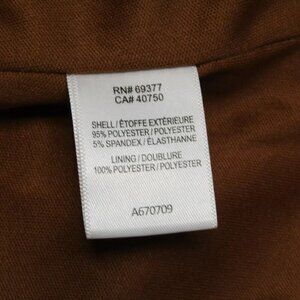 RN# 69377
CA# 40750
SHELL / ÉTOFFE EXTÉRIEURE
95% POLYESTER / POLYESTER
5% SPANDEX / ÉLASTHANNE
LINING / DOUBLURE
100% POLYESTER / POLYESTER
A670709